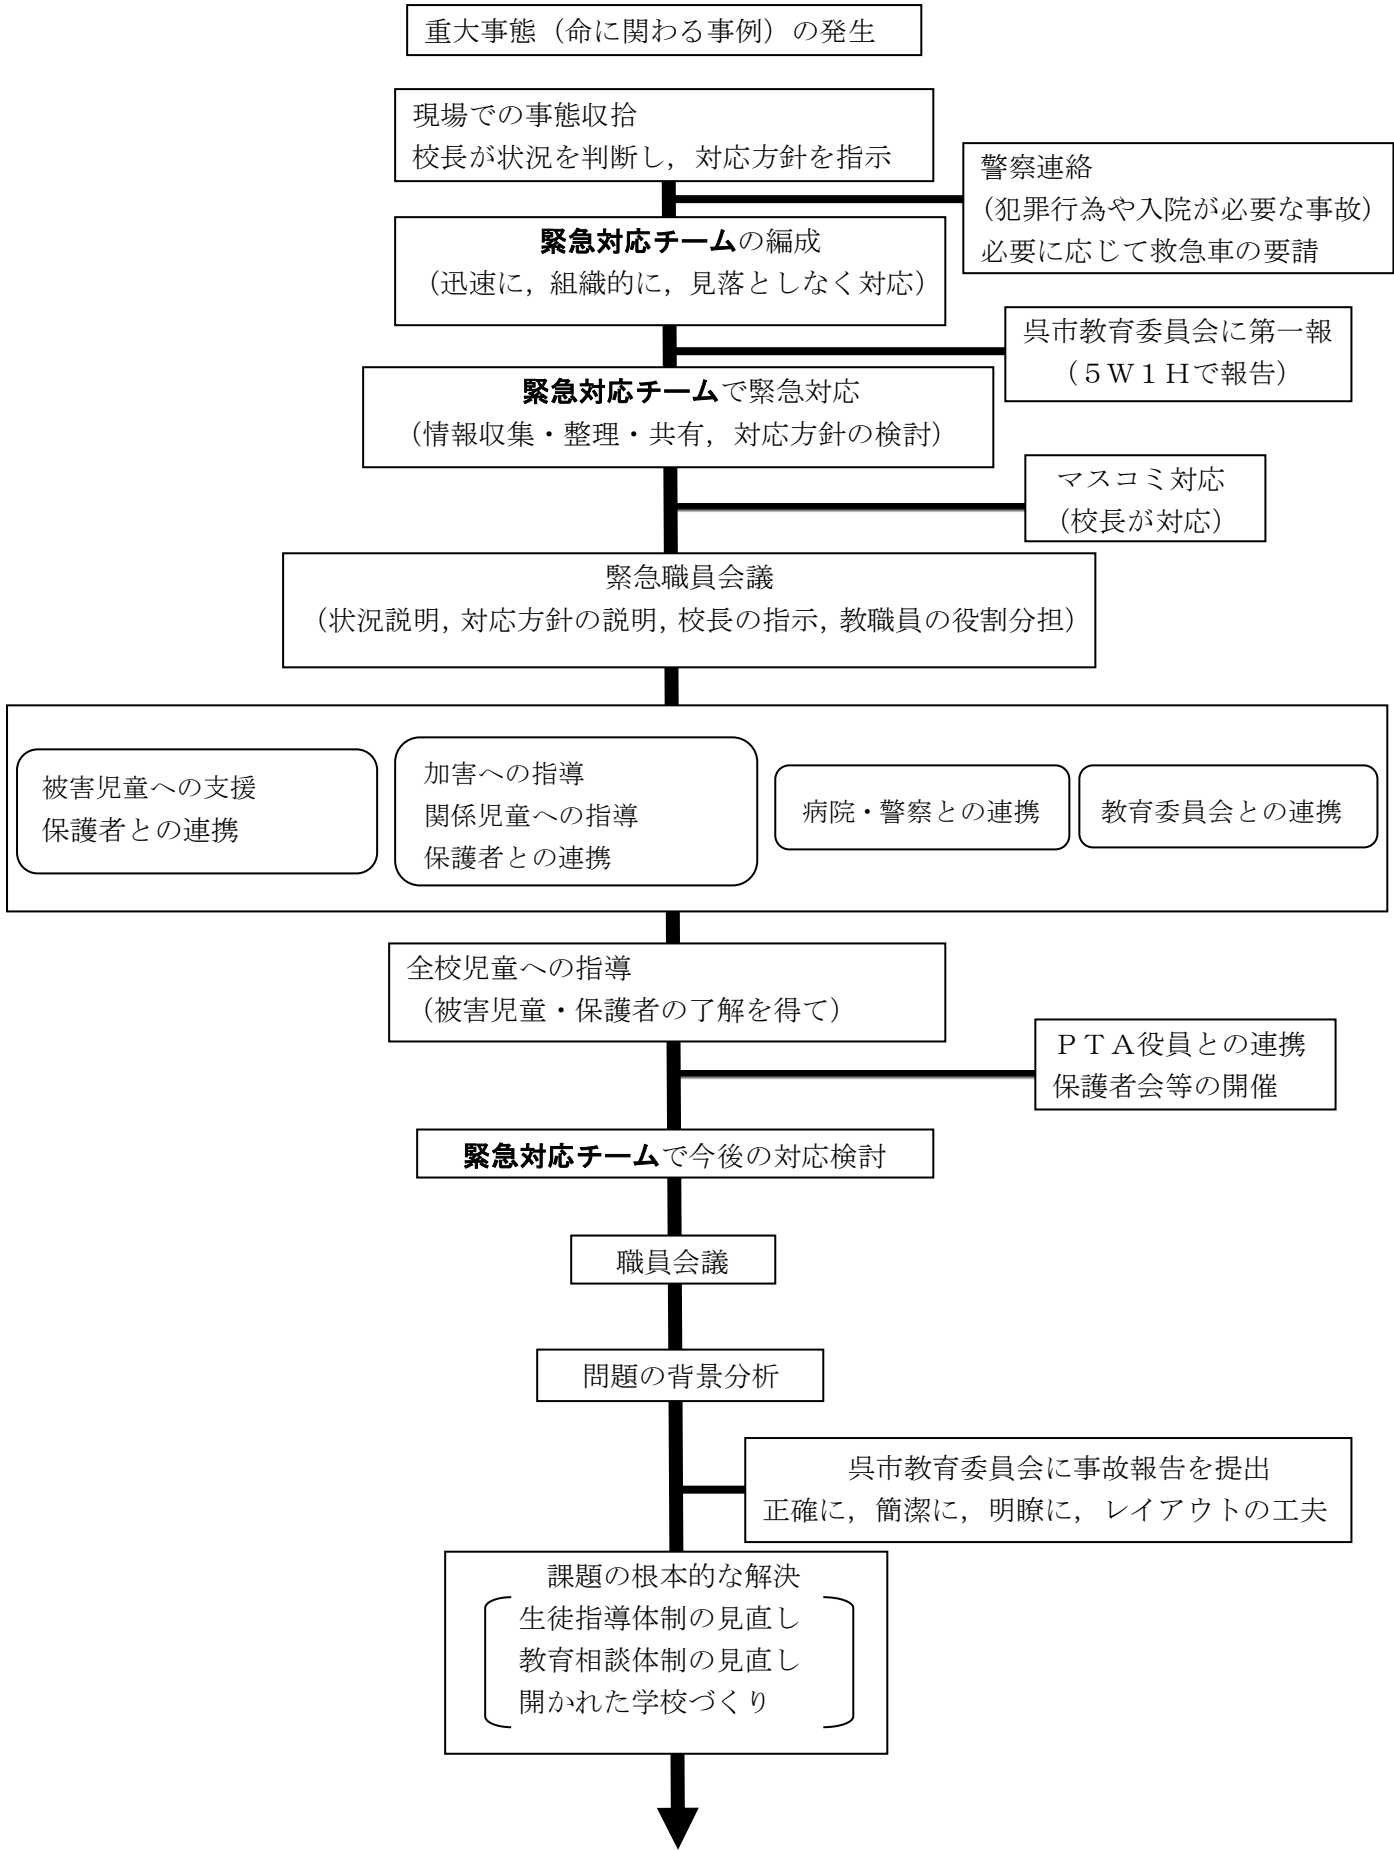 重大事態（命に関わる事例）の発生
現場での事態収拾
校長が状況を判断し，対応方針を指示
警察連絡
（犯罪行為や入院が必要な事故）
必要に応じて救急車の要請
緊急対応チームの編成
（迅速に，組織的に，見落としなく対応）
呉市教育委員会に第一報
（５Ｗ１Ｈで報告）
緊急対応チームで緊急対応
（情報収集・整理・共有，対応方針の検討）
マスコミ対応
（校長が対応）
緊急職員会議
（状況説明，対応方針の説明，校長の指示，教職員の役割分担）
被害児童への支援
保護者との連携
加害への指導
関係児童への指導
保護者との連携
病院・警察との連携
教育委員会との連携
全校児童への指導
（被害児童・保護者の了解を得て）
ＰＴＡ役員との連携
保護者会等の開催
緊急対応チームで今後の対応検討
職員会議
問題の背景分析
呉市教育委員会に事故報告を提出
正確に，簡潔に，明瞭に，レイアウトの工夫
課題の根本的な解決
生徒指導体制の見直し
教育相談体制の見直し
開かれた学校づくり